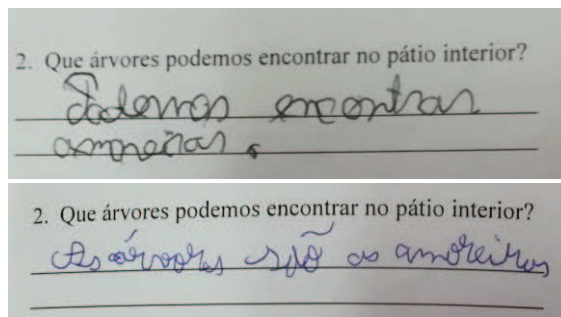 2. Que árvores podemos encontrar no pátio interior?
Podemos encontrar
amoreiras.
2. Que árvores podemos encontrar no pátio interior?
As árvores são as amoreiras